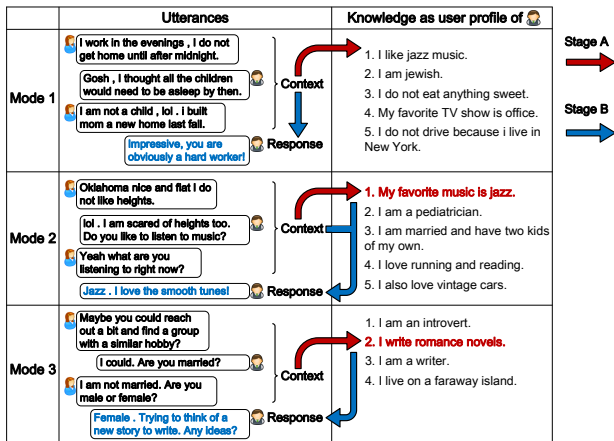 Utterances
Knowledge as user profile of
Stage A
Stage B
Mode 1
I work in the evenings , I do not
get home until after midnight.
Gosh , I thought all the children
would need to be asleep by then.
I am not a child , lol . i built
mom a new home last fall.
Impressive, you are
obviously a hard worker!
Context
Response
1. I like jazz music.
2. I am jewish.
3. I do not eat anything sweet.
4. My favorite TV show is office.
5. I do not drive because i live in
New York.
Mode 2
Oklahoma nice and flat I do
not like heights.
lol . I am scared of heights too.
Do you like to listen to music?
Yeah what are you
listening to right now?
Jazz . I love the smooth tunes!
Context
Response
1. My favorite music is jazz.
2. I am a pediatrician.
3. I am married and have two kids
of my own.
4. I love running and reading.
5. I also love vintage cars.
Mode 3
Maybe you could reach
out a bit and find a group
with a similar hobby?
I could. Are you married?
I am not married. Are you
male or female?
Female . Trying to think of a
new story to write. Any ideas?
Context
Response
1. I am an introvert.
2. I write romance novels.
3. I am a writer.
4. I live on a faraway island.